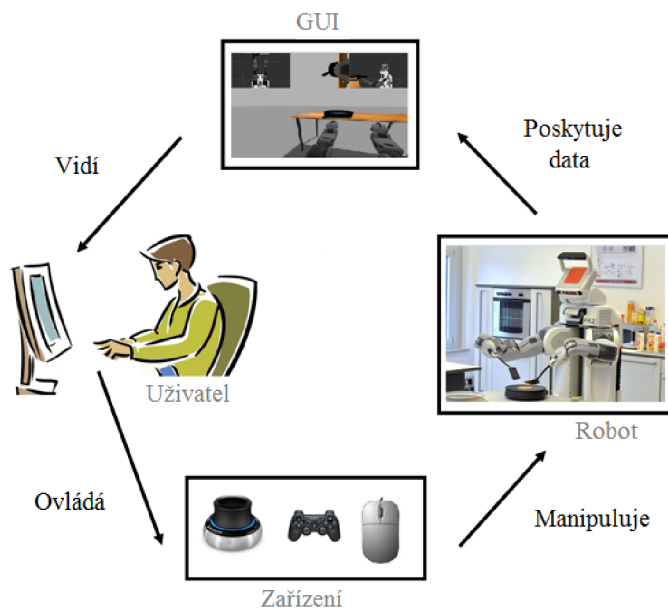 GUI
Poskytuje
data
Vidí
Uživatel
Robot
Ovládá
Manipuluje
Zařízení